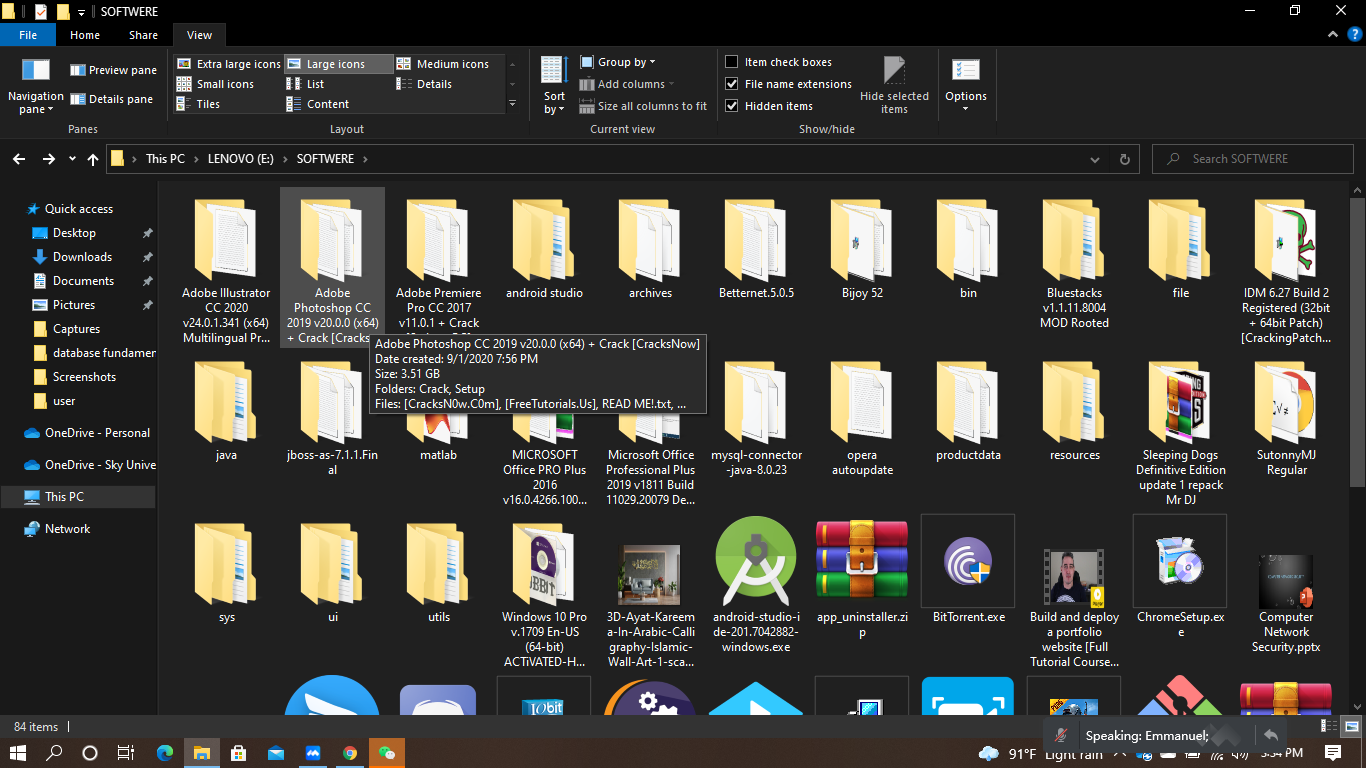 SOFTWERE
File
Home
Share
View
Navigation
pane
Preview pane
Details pane
Panes
Extra large icons
Large icons
Medium icons
Small icons
List
Details
Tiles
Content
Layout
Sort
by
Group by
Add columns
Size all columns to fit
Current view
Item check boxes
File name extensions
Hidden items
Hide selected
items
Show/hide
Options
This PC
LENOVO (E:)
SOFTWERE
Search SOFTWERE
Quick access
Desktop
Downloads
Documents
Pictures
Captures
database fundamen
Screenshots
user
OneDrive - Personal
OneDrive - Sky Unive
This PC
Network
Adobe Illustrator
CC 2020
v24.0.1.341 (x64)
Multilingual Pr...
Adobe
Photoshop CC
2019 v20.0.0 (x64)
+ Crack [Cracks
Adobe Premiere
Pro CC 2017
v11.0.1 + Crack
android studio
archives
Betternet.5.0.5
Bijoy 52
bin
Bluestacks
v1.1.11.8004
MOD Rooted
file
IDM 6.27 Build 2
Registered (32bit
+ 64bit Patch)
[CrackingPatch...
Adobe Photoshop CC 2019 v20.0.0 (x64) + Crack [CracksNow]
Date created: 9/1/2020 7:56 PM
Size: 3.51 GB
Folders: Crack, Setup
Files: [CracksN0w.C0m], [FreeTutorials.Us], READ ME!.txt, ...
java
jboss-as-7.1.1.Fin
al
matlab
MICROSOFT
Office PRO Plus
2016
v16.0.4266.100...
Microsoft Office
Professional Plus
2019 v1811 Build
11029.20079 De...
mysql-connector
-java-8.0.23
opera
autoupdate
productdata
resources
Sleeping Dogs
Definitive Edition
update 1 repack
Mr DJ
SutonnyMJ
Regular
sys
ui
utils
Windows 10 Pro
v.1709 En-US
(64-bit)
ACTiVATED-H...
3D-Ayat-Kareem
a-In-Arabic-Calli
graphy-Islamic-
Wall-Art-1-sca...
android-studio-i
de-201.7042882-
windows.exe
app_uninstaller.zi
p
BitTorrent.exe
Build and deploy
a portfolio
website [Full
Tutorial Course...
ChromeSetup.ex
e
Computer
Network
Security.pptx
IObit
84 items
Speaking: Emmanuel;
91°F Light rain
3:34 PM